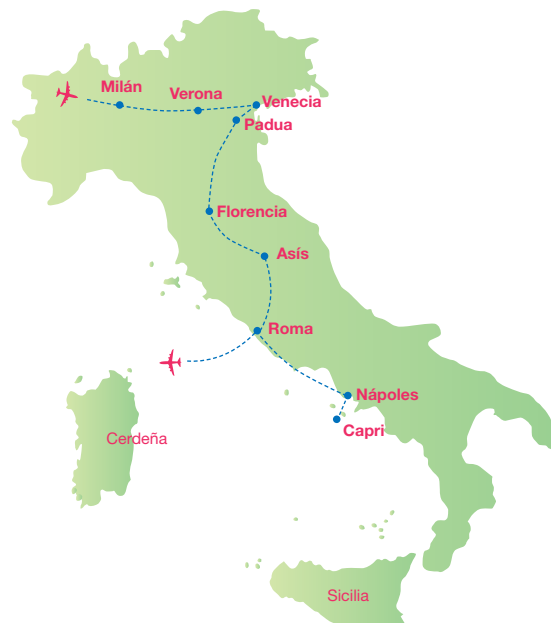 Milán
Verona
Venecia
Padua
Florencia
Asís
Roma
Nápoles
Capri
Cerdeña
Sicilia